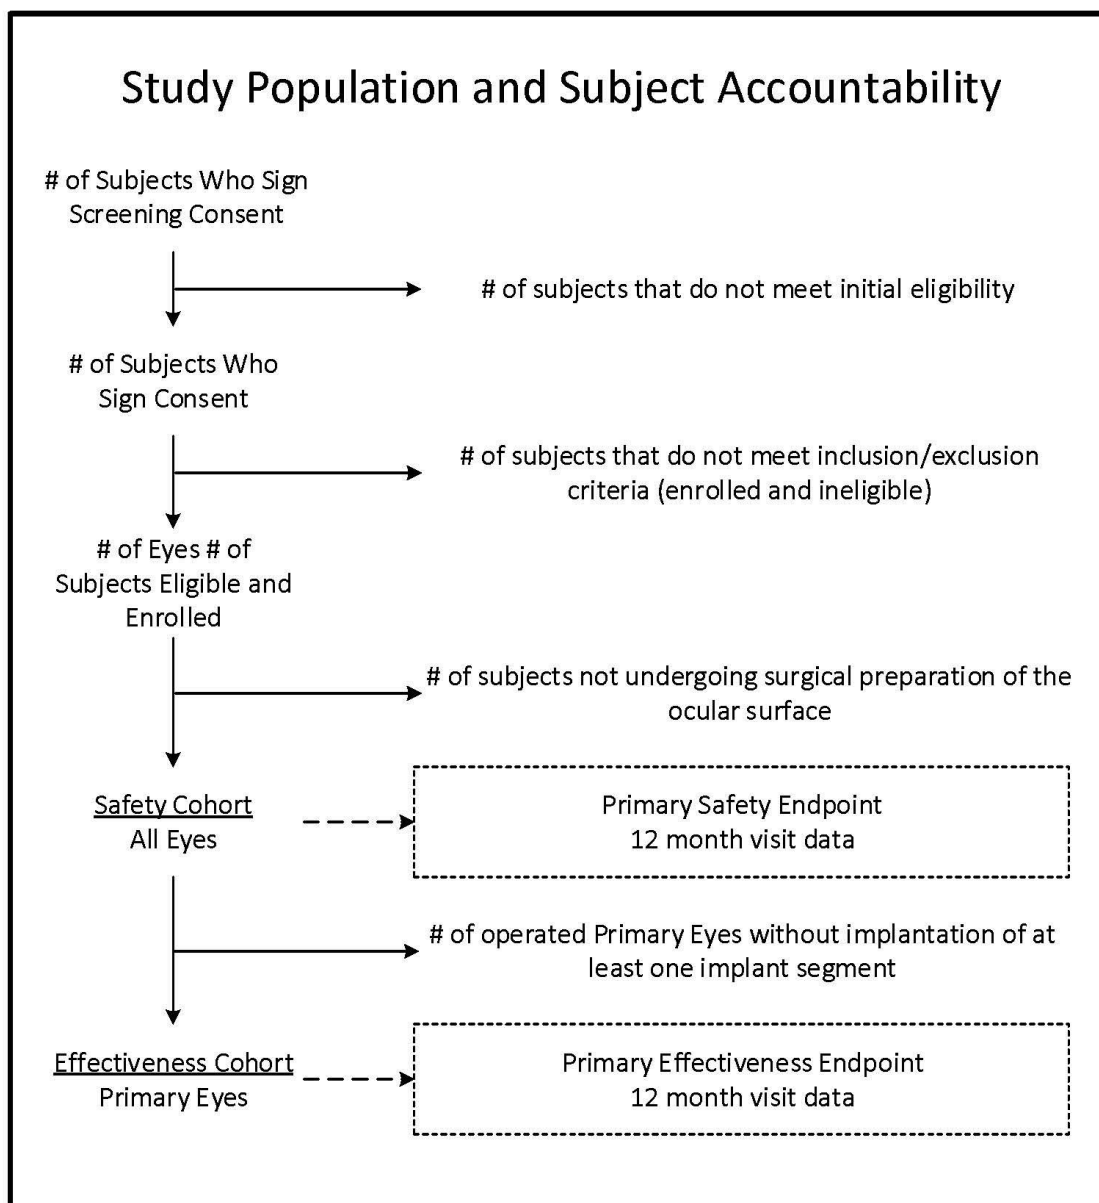 Study Population and Subject Accountability
# of Subjects Who Sign
Screening Consent
# of subjects that do not meet initial eligibility
# of Subjects Who
Sign Consent
# of subjects that do not meet inclusion/exclusion
criteria (enrolled and ineligible)
# of Eyes # of
Subjects Eligible and
Enrolled
# of subjects not undergoing surgical preparation of the
ocular surface
Safety Cohort
All Eyes
Primary Safety Endpoint
12 month visit data
# of operated Primary Eyes without implantation of at
least one implant segment
Effectiveness Cohort
Primary Eyes
Primary Effectiveness Endpoint
12 month visit data